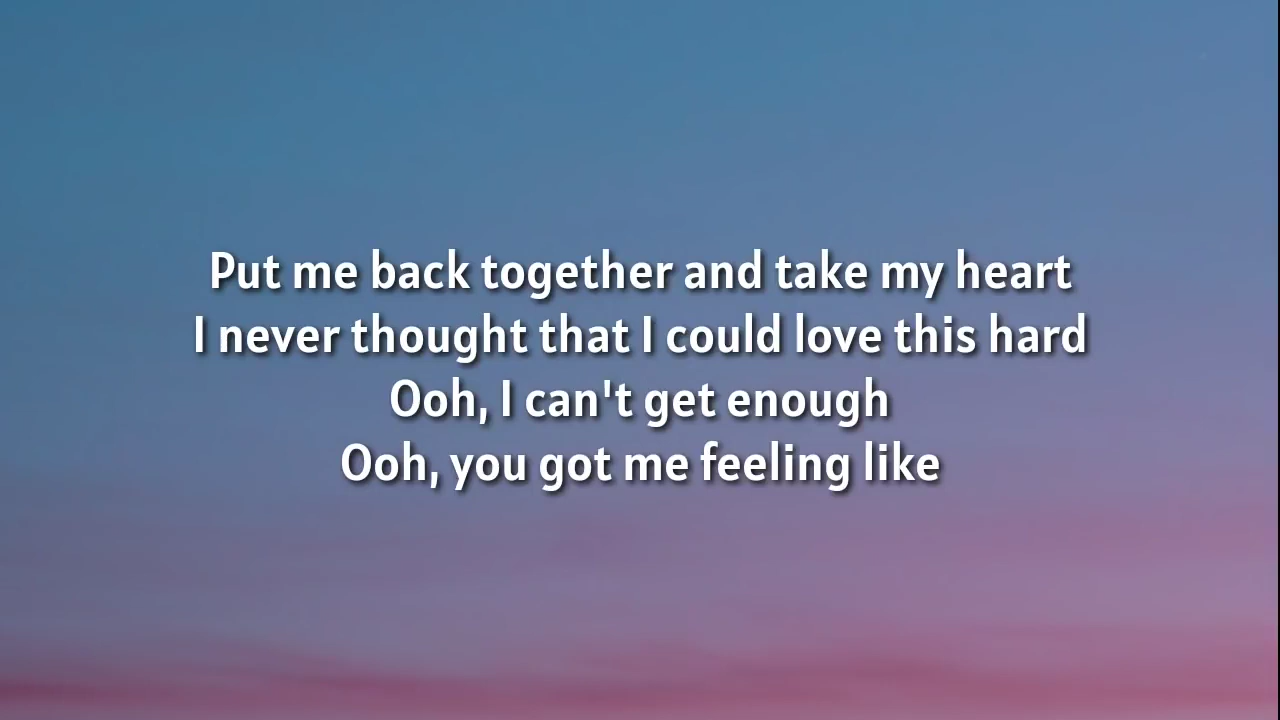 Put me back together and take my heart
I never thought that I could love this hard
Ooh, I can't get enough
Ooh, you got me feeling like